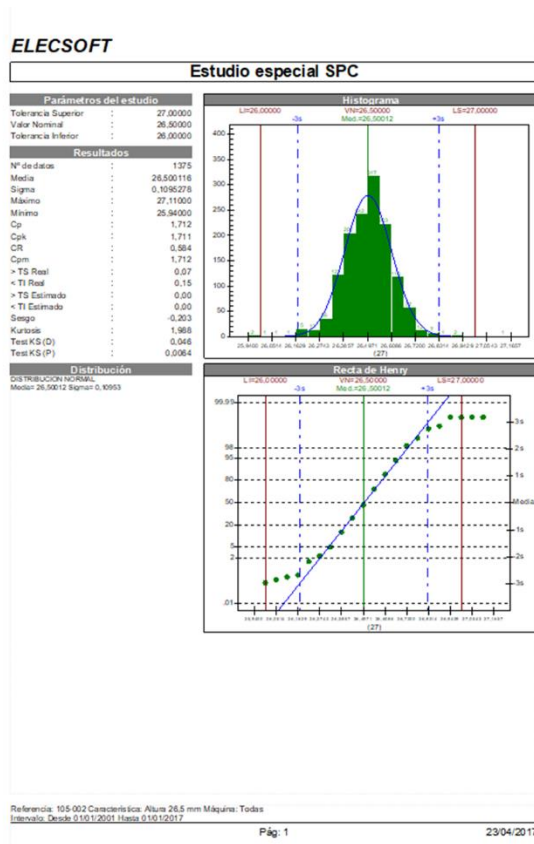 ELECSOFT
Estudio especial SPC
Parámetros del estudio
Tolerancia Superior : 27,00000
Valor Nominal : 26,50000
Tolerancia Inferior : 26,00000
Resultados
Nº de datos : 1375
Media : 26,500116
Sigma : 0,1095278
Máximo : 27,11000
Mínimo : 25,94000
Cp : 1,712
Cpk : 1,711
CR : 0,584
Cpm : 1,712
> TS Real : 0,07
< TI Real : 0,15
> TS Estimado : 0,00
< TI Estimado : 0,00
Sesgo : -0,203
Kurtosis : 1,988
Test KS (D) : 0,046
Test KS (P) : 0,0064
Distribución
DISTRIBUCION NORMAL
Media= 26,50012 Sigma= 0,10953
Histograma
LI=26,00000 VN=26,50000 LS=27,00000
-3s Med.=26,50012 +3s
400
350
300
250
200
150
100
50
0
(27)
Recta de Henry
LI=26,00000 VN=26,50000 LS=27,00000
-3s Med.=26,50012 +3s
99.99
98
95
80
50
20
5
2
.01
+3s
+2s
+1s
Media
-1s
-2s
-3s
(27)
Referencia: 105-002 Característica: Altura 26,5 mm Máquina: Todas
Intervalo: Desde 01/01/2001 Hasta 01/01/2017
Pág: 1 23/04/2017